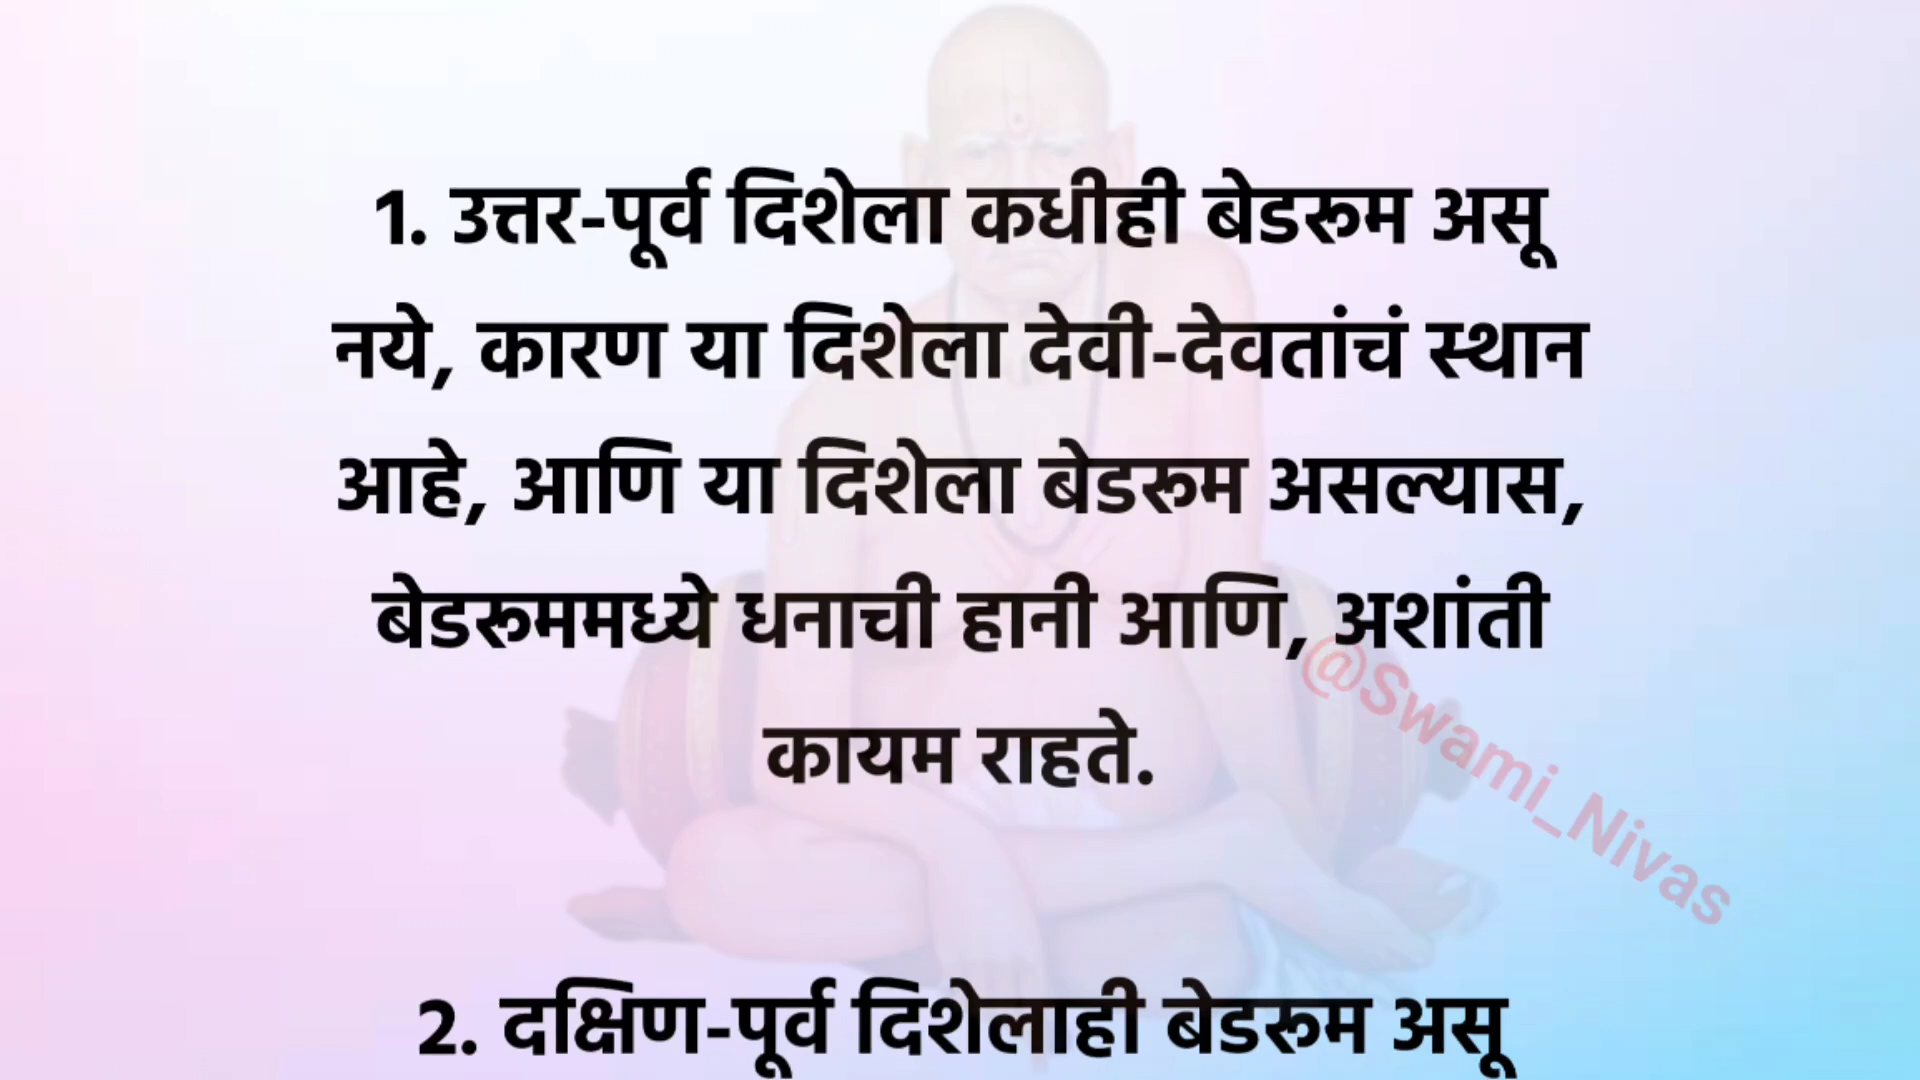 1. उत्तर-पूर्व दिशेला कधीही बेडरूम असू
नये, कारण या दिशेला देवी-देवतांचं स्थान
आहे, आणि या दिशेला बेडरूम असल्यास,
बेडरूममध्ये धनाची हानी आणि, अशांती
कायम राहते.
@Swami_Nivas
2. दक्षिण-पूर्व दिशेलाही बेडरूम असू